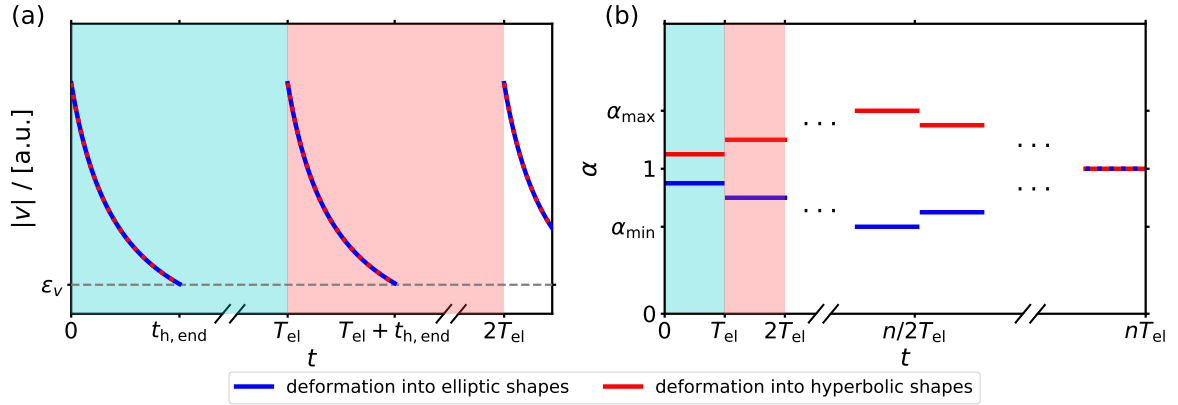 (a)
|v| / [a.u.]
εᵥ
0 t_h, end T_el T_el + t_h, end 2T_el
t
(b)
α
α_max
1
α_min
0
0 T_el 2T_el n/2T_el nT_el
t
. . .
. . .
. . .
. . .
deformation into elliptic shapes
deformation into hyperbolic shapes